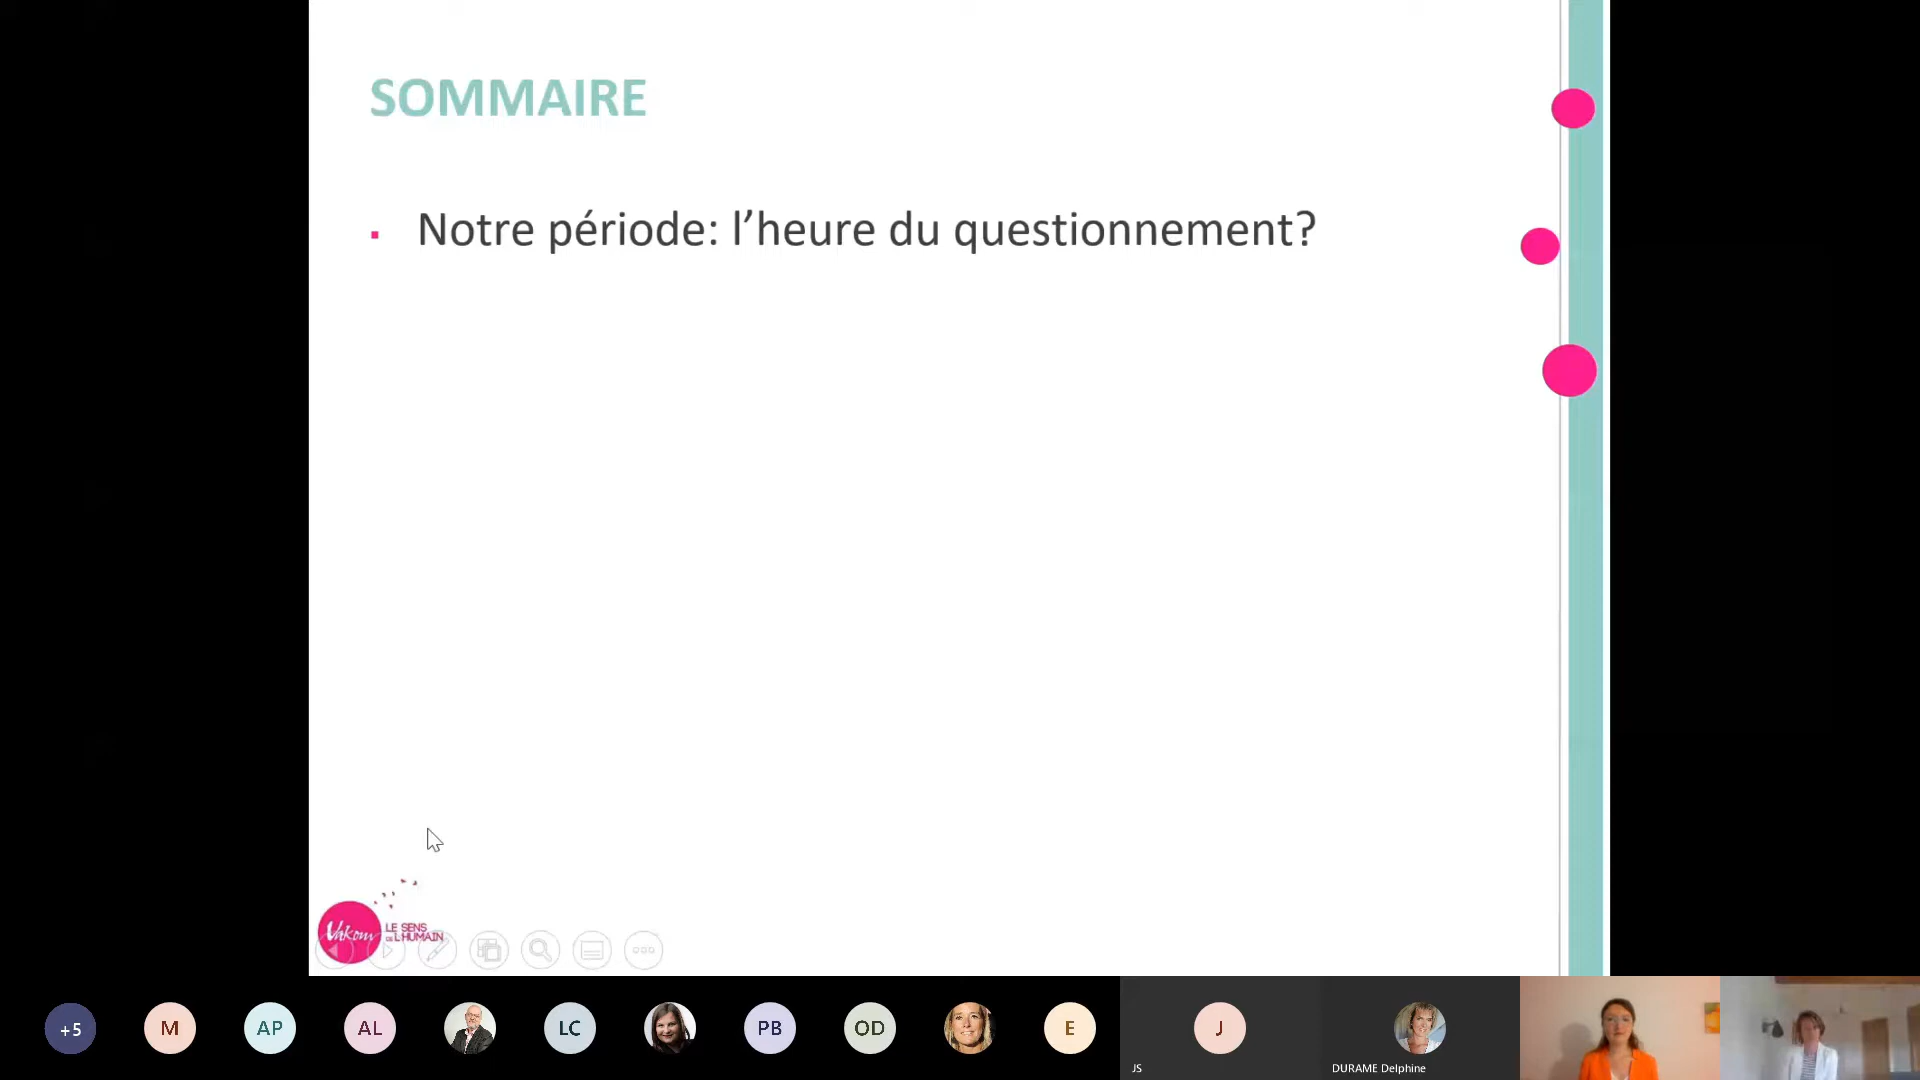 SOMMAIRE
▪ Notre période: l’heure du questionnement?
Vakom
LE SENS
DE L'HUMAIN
+5
M
AP
AL
LC
PB
OD
E
J
JS
DURAME Delphine